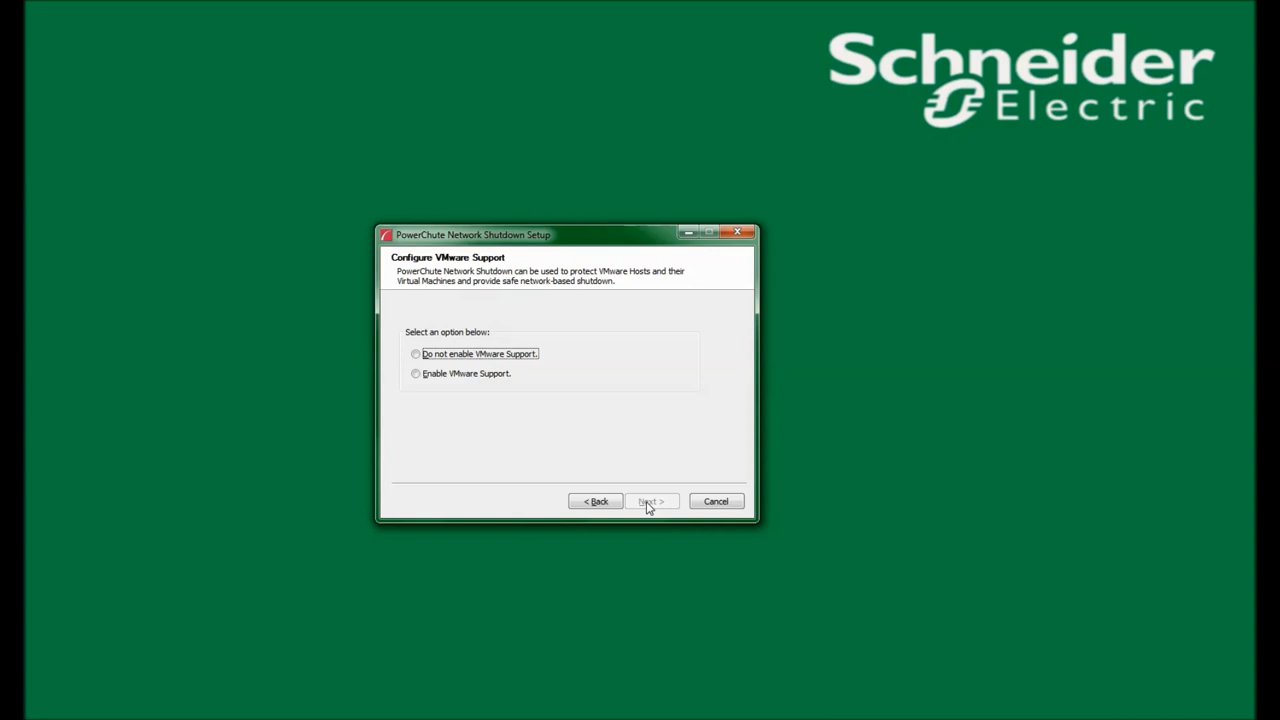 Schneider
Electric
PowerChute Network Shutdown Setup
Configure VMware Support
PowerChute Network Shutdown can be used to protect VMware Hosts and their
Virtual Machines and provide safe network-based shutdown.
Select an option below:
Do not enable VMware Support.
Enable VMware Support.
< Back
Next >
Cancel